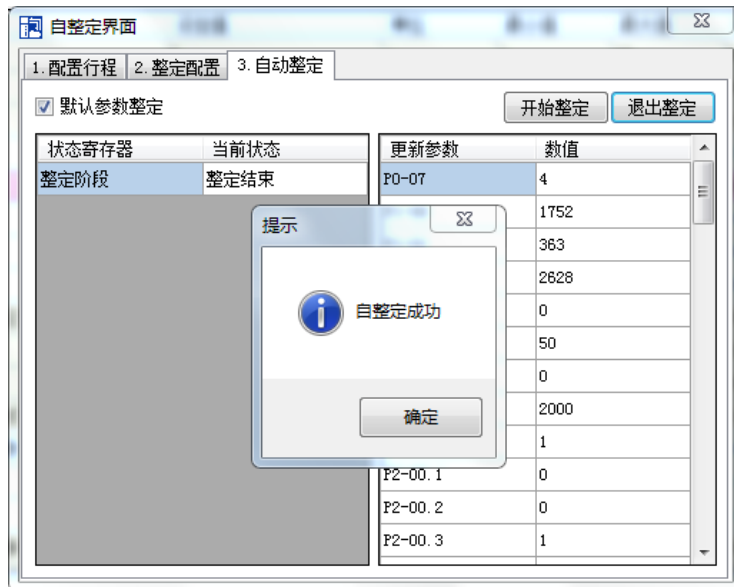 自整定界面
1.配置行程 2.整定配置 3.自动整定
默认参数整定 开始整定 退出整定
状态寄存器 当前状态 更新参数 数值
整定阶段 整定结束 P0-07 4
提示
1752
363
2628
自整定成功
0
50
0
2000
确定
1
P2-00.1 0
P2-00.2 0
P2-00.3 1